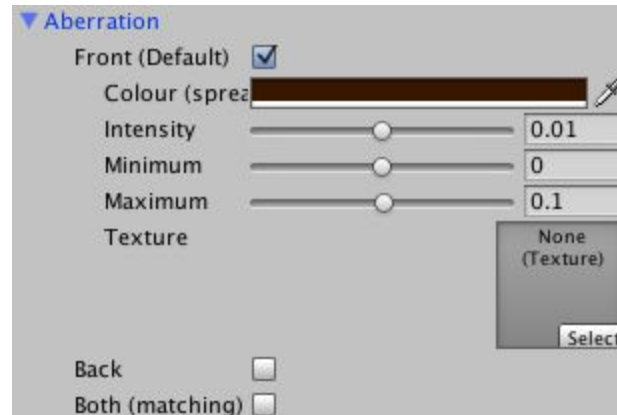 Aberration
Front (Default)
Colour (sprea
Intensity 0.01
Minimum 0
Maximum 0.1
Texture None
(Texture)
Select
Back
Both (matching)